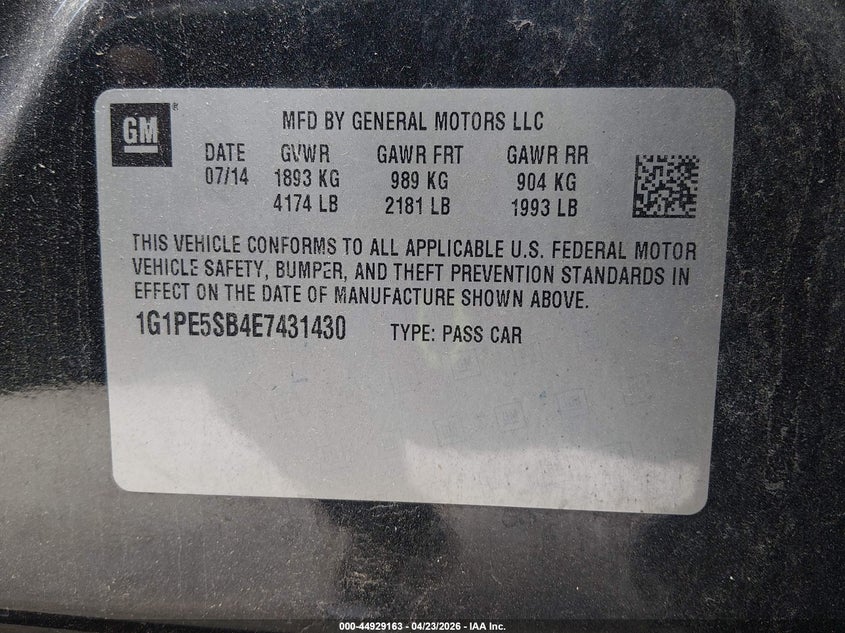 GM ®
MFD BY GENERAL MOTORS LLC
DATE GVWR GAWR FRT GAWR RR
07/14 1893 KG 989 KG 904 KG
4174 LB 2181 LB 1993 LB
THIS VEHICLE CONFORMS TO ALL APPLICABLE U.S. FEDERAL MOTOR
VEHICLE SAFETY, BUMPER, AND THEFT PREVENTION STANDARDS IN
EFFECT ON THE DATE OF MANUFACTURE SHOWN ABOVE.
1G1PE5SB4E7431430 TYPE: PASS CAR
000-44929163 - 04/23/2026 - IAA Inc.